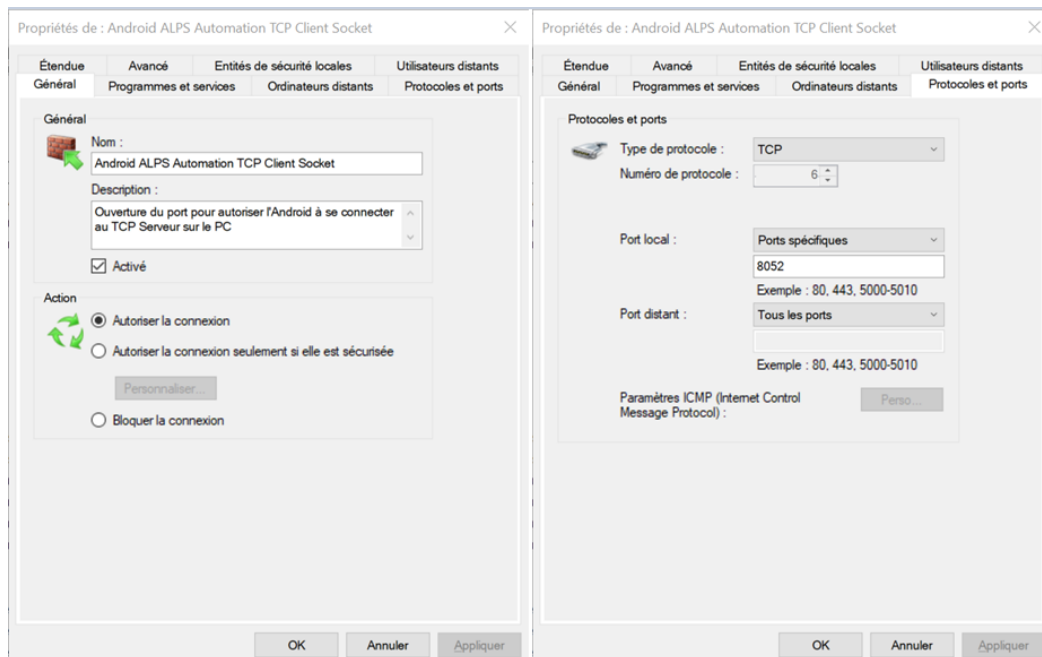 Propriétés de : Android ALPS Automation TCP Client Socket
Étendue Avancé Entités de sécurité locales Utilisateurs distants
Général Programmes et services Ordinateurs distants Protocoles et ports
Général
Nom :
Android ALPS Automation TCP Client Socket
Description :
Ouverture du port pour autoriser l'Android à se connecter
au TCP Serveur sur le PC
Activé
Action
Autoriser la connexion
Autoriser la connexion seulement si elle est sécurisée
Personnaliser...
Bloquer la connexion
OK Annuler Appliquer
Propriétés de : Android ALPS Automation TCP Client Socket
Étendue Avancé Entités de sécurité locales Utilisateurs distants
Général Programmes et services Ordinateurs distants Protocoles et ports
Protocoles et ports
Type de protocole : TCP
Numéro de protocole : 6
Port local : Ports spécifiques
8052
Exemple : 80, 443, 5000-5010
Port distant : Tous les ports
Exemple : 80, 443, 5000-5010
Paramètres ICMP (Internet Control Perso...
Message Protocol) :
OK Annuler Appliquer